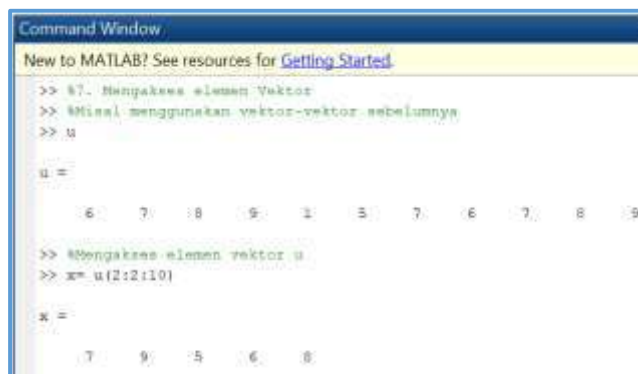 Command Window
New to MATLAB? See resources for Getting Started.
>> %7. Mengakses elemen Vektor
>> %Misal menggunakan vektor-vektor sebelumnya
>> u
u =
6 7 8 9 1 5 7 6 7 8 9
>> %Mengakses elemen vektor u
>> x= u(2:2:10)
x =
7 9 5 6 8